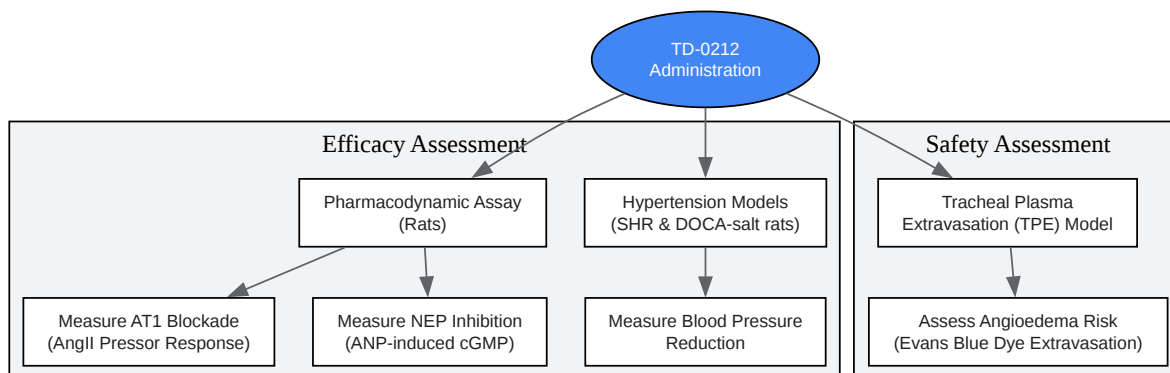 TD-0212
Administration
Efficacy Assessment
Safety Assessment
Pharmacodynamic Assay
(Rats)
Hypertension Models
(SHR & DOCA-salt rats)
Tracheal Plasma
Extravasation (TPE) Model
Measure AT1 Blockade
(AngII Pressor Response)
Measure NEP Inhibition
(ANP-induced cGMP)
Measure Blood Pressure
Reduction
Assess Angioedema Risk
(Evans Blue Dye Extravasation)